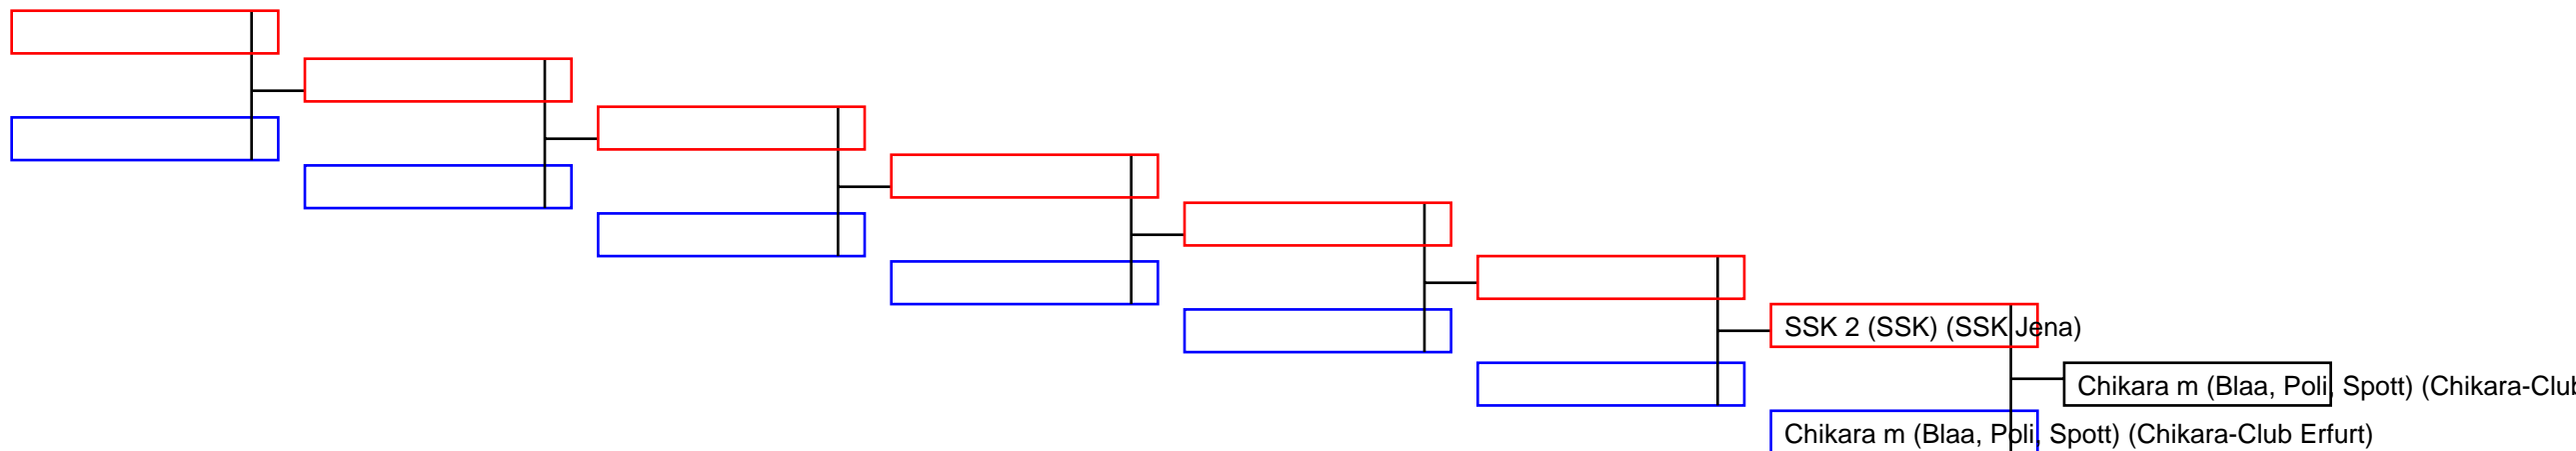 SSK 2 (SSK) (SSK Jena)
Chikara m (Blaa, Poli, Spott) (Chikara-Club
Chikara m (Blaa, Poli, Spott) (Chikara-Club Erfurt)